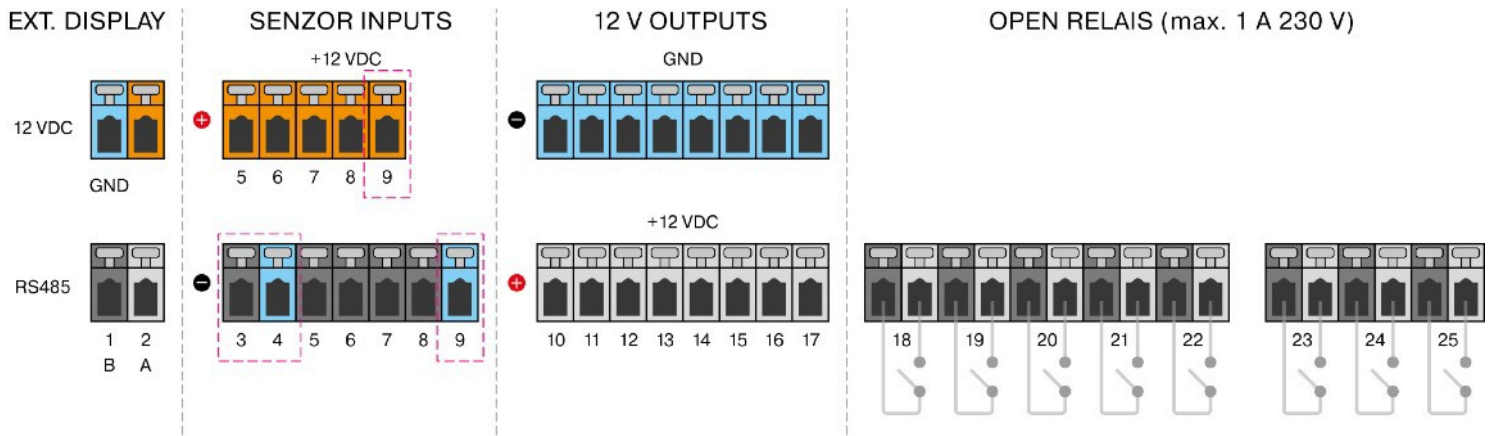 EXT. DISPLAY
SENZOR INPUTS
12 V OUTPUTS
OPEN RELAIS (max. 1 A 230 V)
+12 VDC
GND
12 VDC
+
−
5 6 7 8 9
GND
+12 VDC
RS485
−
+
1 2 3 4 5 6 7 8 9 10 11 12 13 14 15 16 17 18 19 20 21 22 23 24 25
B A